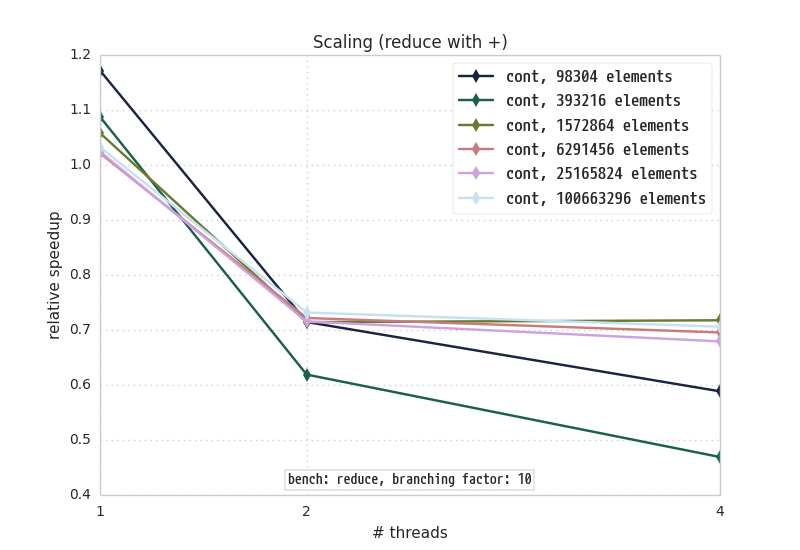 Scaling (reduce with +)
1.2
1.1
1.0
0.9
0.8
0.7
0.6
0.5
0.4
relative speedup
cont, 98304 elements
cont, 393216 elements
cont, 1572864 elements
cont, 6291456 elements
cont, 25165824 elements
cont, 100663296 elements
bench: reduce, branching factor: 10
1
2
4
# threads